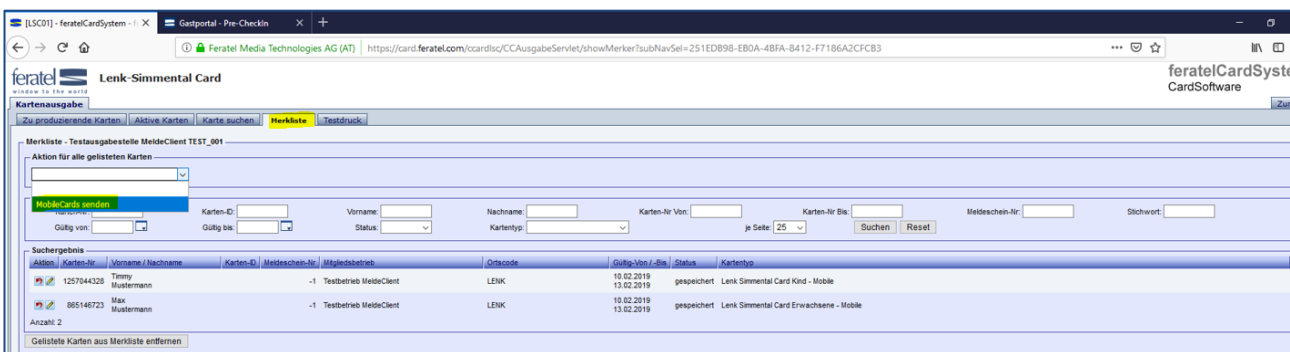 [LSC01] - feratelCardSystem - f Gastportal - Pre-CheckIn
Feratel Media Technologies AG (AT) https://card.feratel.com/ccardlsc/CCAusgabeServlet/showMerker?subNavSel=251EDB98-EB0A-4BFA-8412-F7186A2CFCB3
feratel Lenk-Simmental Card feratelCardSyste
window to the world CardSoftware
Kartenausgabe Zur
Zu produzierende Karten Aktive Karten Karte suchen Merkliste Testdruck
Merkliste - Testausgabestelle MeldeClient TEST_001
Aktion für alle gelisteten Karten
MobileCards senden
Karten-Nr: Karten-ID: Vorname: Nachname: Karten-Nr Von: Karten-Nr Bis: Meldeschein-Nr: Stichwort:
Gültig von: Gültig bis: Status: Kartentyp: je Seite: 25 Suchen Reset
Suchergebnis
Aktion Karten-Nr Vorname / Nachname Karten-ID Meldeschein-Nr Mitgliedsbetrieb Ortscode Gültig-Von / -Bis Status Kartentyp
1257044328 Timmy Mustermann -1 Testbetrieb MeldeClient LENK 10.02.2019 13.02.2019 gespeichert Lenk Simmental Card Kind - Mobile
865146723 Max Mustermann -1 Testbetrieb MeldeClient LENK 10.02.2019 13.02.2019 gespeichert Lenk Simmental Card Erwachsene - Mobile
Anzahl: 2
Gelistete Karten aus Merkliste entfernen